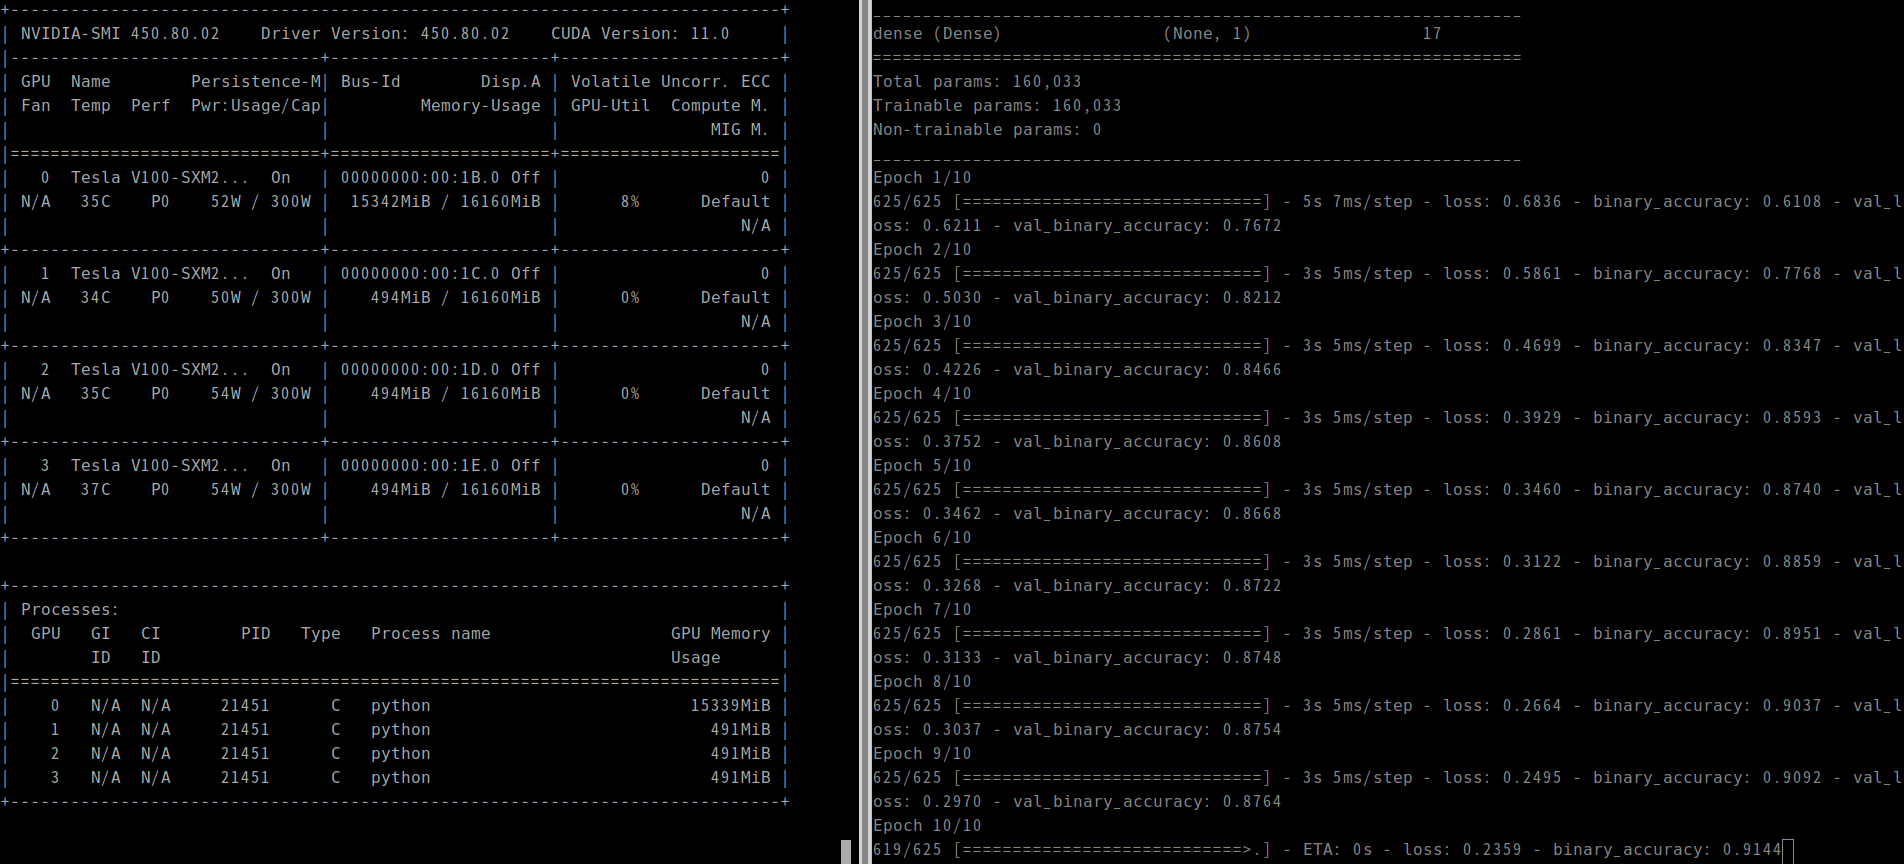 +-----------------------------------------------------------------------------+
| NVIDIA-SMI 450.80.02    Driver Version: 450.80.02    CUDA Version: 11.0     |
|-------------------------------+----------------------+----------------------+
| GPU  Name        Persistence-M| Bus-Id        Disp.A | Volatile Uncorr. ECC |
| Fan  Temp  Perf  Pwr:Usage/Cap|         Memory-Usage | GPU-Util  Compute M. |
|                               |                      |               MIG M. |
|===============================+======================+======================|
|   0  Tesla V100-SXM2...  On   | 00000000:00:1B.0 Off |                    0 |
| N/A   35C    P0    52W / 300W |  15342MiB / 16160MiB |      8%      Default |
|                               |                      |                  N/A |
+-------------------------------+----------------------+----------------------+
|   1  Tesla V100-SXM2...  On   | 00000000:00:1C.0 Off |                    0 |
| N/A   34C    P0    50W / 300W |    494MiB / 16160MiB |      0%      Default |
|                               |                      |                  N/A |
+-------------------------------+----------------------+----------------------+
|   2  Tesla V100-SXM2...  On   | 00000000:00:1D.0 Off |                    0 |
| N/A   35C    P0    54W / 300W |    494MiB / 16160MiB |      0%      Default |
|                               |                      |                  N/A |
+-------------------------------+----------------------+----------------------+
|   3  Tesla V100-SXM2...  On   | 00000000:00:1E.0 Off |                    0 |
| N/A   37C    P0    54W / 300W |    494MiB / 16160MiB |      0%      Default |
|                               |                      |                  N/A |
+-------------------------------+----------------------+----------------------+
+-----------------------------------------------------------------------------+
| Processes:                                                                  |
|  GPU   GI   CI        PID   Type   Process name                  GPU Memory |
|        ID   ID                                                   Usage      |
|=============================================================================|
|    0   N/A  N/A     21451      C   python                          15339MiB |
|    1   N/A  N/A     21451      C   python                            491MiB |
|    2   N/A  N/A     21451      C   python                            491MiB |
|    3   N/A  N/A     21451      C   python                            491MiB |
+-----------------------------------------------------------------------------+
_________________________________________________________________
dense (Dense)                (None, 1)                 17
=================================================================
Total params: 160,033
Trainable params: 160,033
Non-trainable params: 0
_________________________________________________________________
Epoch 1/10
625/625 [==============================] - 5s 7ms/step - loss: 0.6836 - binary_accuracy: 0.6108 - val_l
oss: 0.6211 - val_binary_accuracy: 0.7672
Epoch 2/10
625/625 [==============================] - 3s 5ms/step - loss: 0.5861 - binary_accuracy: 0.7768 - val_l
oss: 0.5030 - val_binary_accuracy: 0.8212
Epoch 3/10
625/625 [==============================] - 3s 5ms/step - loss: 0.4699 - binary_accuracy: 0.8347 - val_l
oss: 0.4226 - val_binary_accuracy: 0.8466
Epoch 4/10
625/625 [==============================] - 3s 5ms/step - loss: 0.3929 - binary_accuracy: 0.8593 - val_l
oss: 0.3752 - val_binary_accuracy: 0.8608
Epoch 5/10
625/625 [==============================] - 3s 5ms/step - loss: 0.3460 - binary_accuracy: 0.8740 - val_l
oss: 0.3462 - val_binary_accuracy: 0.8668
Epoch 6/10
625/625 [==============================] - 3s 5ms/step - loss: 0.3122 - binary_accuracy: 0.8859 - val_l
oss: 0.3268 - val_binary_accuracy: 0.8722
Epoch 7/10
625/625 [==============================] - 3s 5ms/step - loss: 0.2861 - binary_accuracy: 0.8951 - val_l
oss: 0.3133 - val_binary_accuracy: 0.8748
Epoch 8/10
625/625 [==============================] - 3s 5ms/step - loss: 0.2664 - binary_accuracy: 0.9037 - val_l
oss: 0.3037 - val_binary_accuracy: 0.8754
Epoch 9/10
625/625 [==============================] - 3s 5ms/step - loss: 0.2495 - binary_accuracy: 0.9092 - val_l
oss: 0.2970 - val_binary_accuracy: 0.8764
Epoch 10/10
619/625 [============================>.] - ETA: 0s - loss: 0.2359 - binary_accuracy: 0.9144